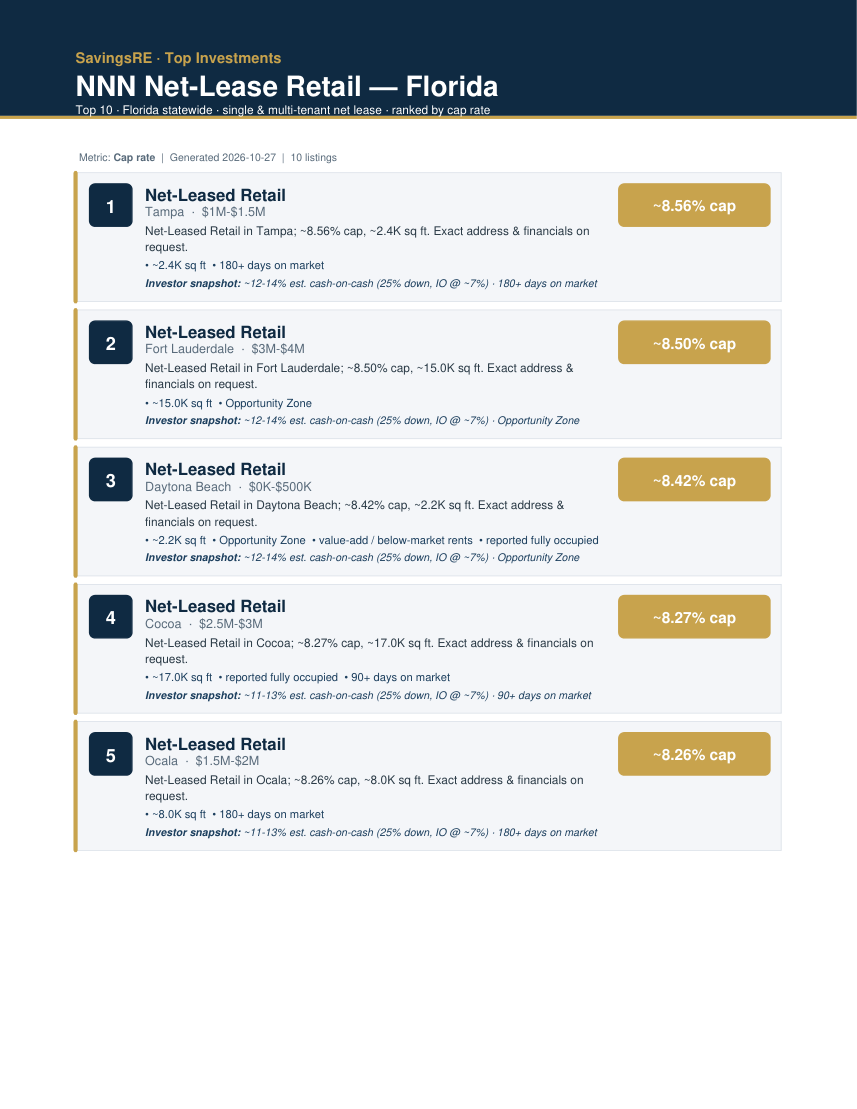 SavingsRE · Top Investments
NNN Net-Lease Retail — Florida
Top 10 · Florida statewide · single & multi-tenant net lease · ranked by cap rate
Metric: Cap rate | Generated 2026-10-27 | 10 listings
1
Net-Leased Retail
~8.56% cap
Tampa · $1M-$1.5M
Net-Leased Retail in Tampa; ~8.56% cap, ~2.4K sq ft. Exact address & financials on
request.
• ~2.4K sq ft • 180+ days on market
Investor snapshot: ~12-14% est. cash-on-cash (25% down, IO @ ~7%) · 180+ days on market
2
Net-Leased Retail
~8.50% cap
Fort Lauderdale · $3M-$4M
Net-Leased Retail in Fort Lauderdale; ~8.50% cap, ~15.0K sq ft. Exact address &
financials on request.
• ~15.0K sq ft • Opportunity Zone
Investor snapshot: ~12-14% est. cash-on-cash (25% down, IO @ ~7%) · Opportunity Zone
3
Net-Leased Retail
~8.42% cap
Daytona Beach · $0K-$500K
Net-Leased Retail in Daytona Beach; ~8.42% cap, ~2.2K sq ft. Exact address &
financials on request.
• ~2.2K sq ft • Opportunity Zone • value-add / below-market rents • reported fully occupied
Investor snapshot: ~12-14% est. cash-on-cash (25% down, IO @ ~7%) · Opportunity Zone
4
Net-Leased Retail
~8.27% cap
Cocoa · $2.5M-$3M
Net-Leased Retail in Cocoa; ~8.27% cap, ~17.0K sq ft. Exact address & financials on
request.
• ~17.0K sq ft • reported fully occupied • 90+ days on market
Investor snapshot: ~11-13% est. cash-on-cash (25% down, IO @ ~7%) · 90+ days on market
5
Net-Leased Retail
~8.26% cap
Ocala · $1.5M-$2M
Net-Leased Retail in Ocala; ~8.26% cap, ~8.0K sq ft. Exact address & financials on
request.
• ~8.0K sq ft • 180+ days on market
Investor snapshot: ~11-13% est. cash-on-cash (25% down, IO @ ~7%) · 180+ days on market